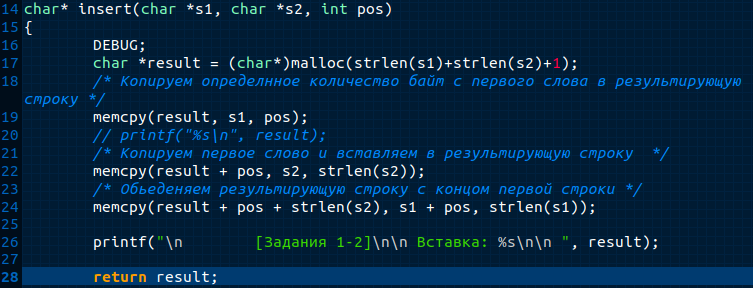 14 char* insert(char *s1, char *s2, int pos)
15 {
16         DEBUG;
17         char *result = (char*)malloc(strlen(s1)+strlen(s2)+1);
18         /* Копируем определнное количество байт с первого слова в результирующую
строку */
19         memcpy(result, s1, pos);
20         // printf("%s\n", result);
21         /* Копируем первое слово и вставляем в результирующую строку  */
22         memcpy(result + pos, s2, strlen(s2));
23         /* Обьеденяем результирующую строку с концом первой строки */
24         memcpy(result + pos + strlen(s2), s1 + pos, strlen(s1));
25
26         printf("\n         [Задания 1-2]\n\n Вставка: %s\n\n ", result);
27
28         return result;